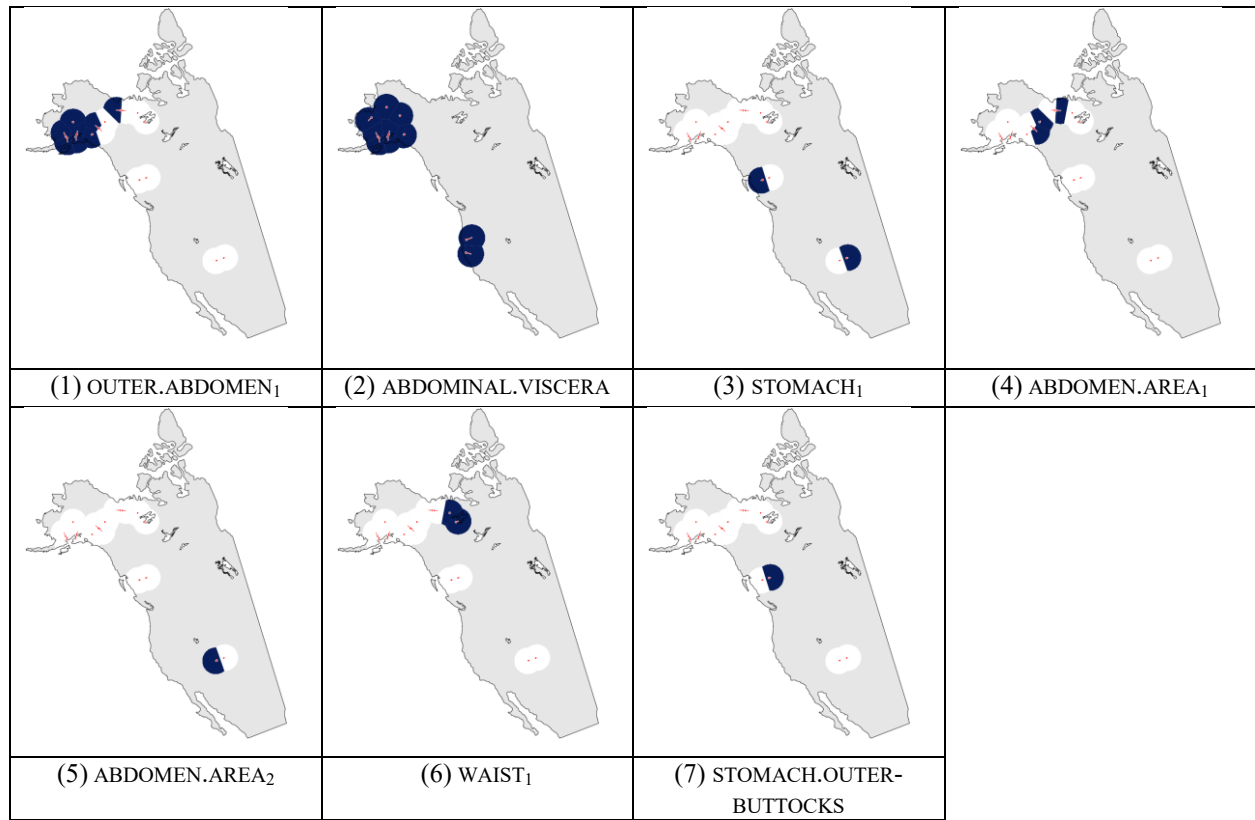 (1) OUTER.ABDOMEN₁
(2) ABDOMINAL.VISCERA
(3) STOMACH₁
(4) ABDOMEN.AREA₁
(5) ABDOMEN.AREA₂
(6) WAIST₁
(7) STOMACH.OUTER-
BUTTOCKS